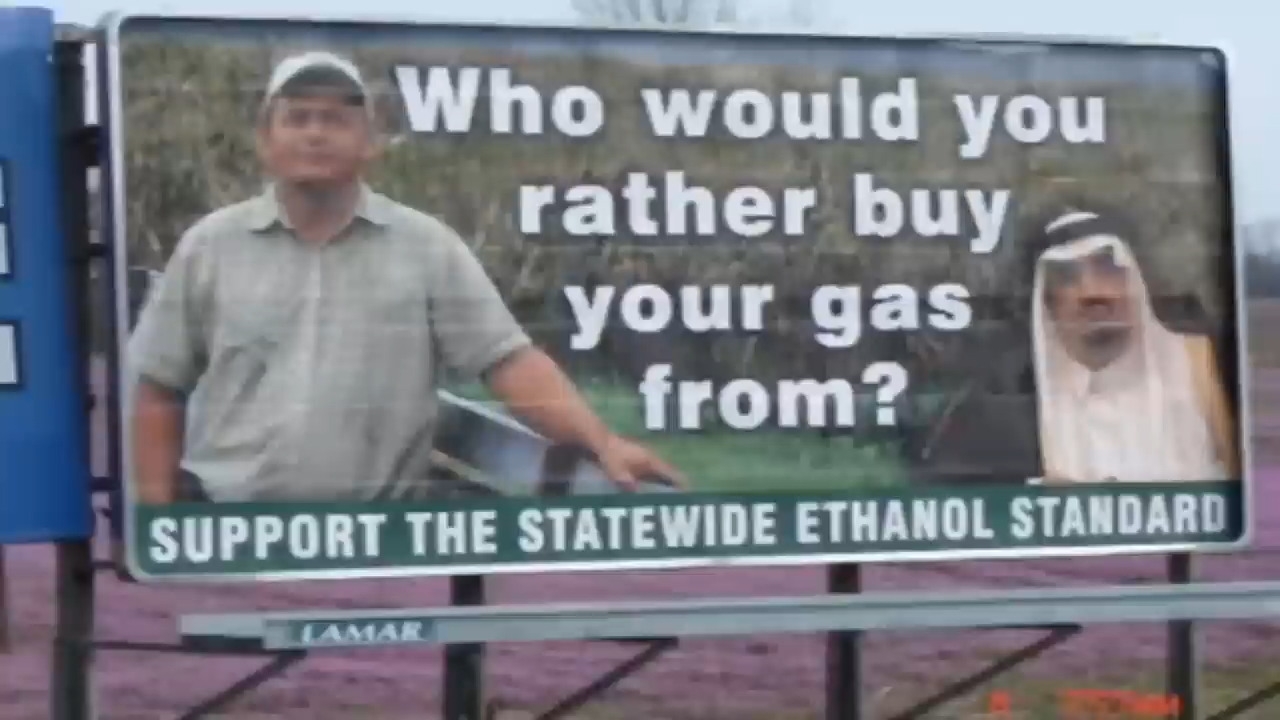 Who would you
rather buy
your gas
from?
SUPPORT THE STATEWIDE ETHANOL STANDARD
LAMAR